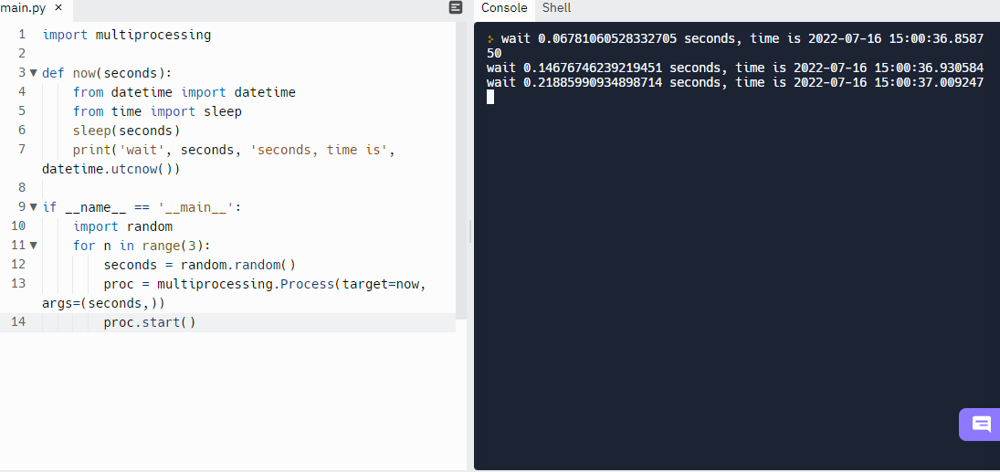 main.py ×
1 import multiprocessing
2
3 def now(seconds):
4     from datetime import datetime
5     from time import sleep
6     sleep(seconds)
7     print('wait', seconds, 'seconds, time is',
datetime.utcnow())
8
9 if __name__ == '__main__':
10     import random
11     for n in range(3):
12         seconds = random.random()
13         proc = multiprocessing.Process(target=now,
args=(seconds,))
14         proc.start()
Console Shell
wait 0.06781060528332705 seconds, time is 2022-07-16 15:00:36.8587
50
wait 0.14676746239219451 seconds, time is 2022-07-16 15:00:36.930584
wait 0.21885990934898714 seconds, time is 2022-07-16 15:00:37.009247